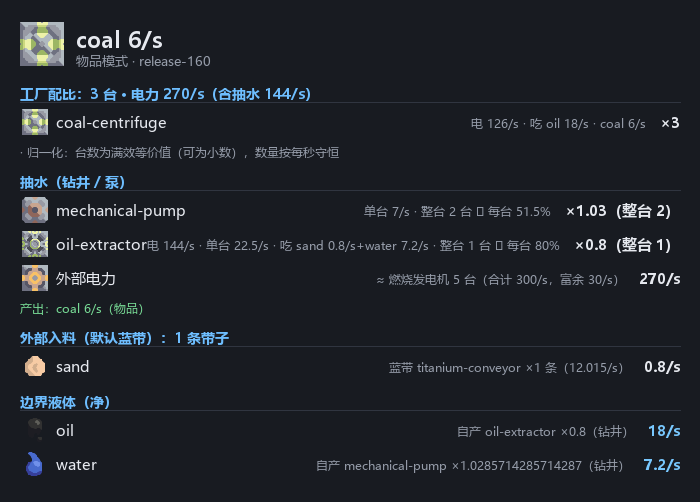 coal 6/s
物品模式 · release-160
工厂配比：3 台 • 电力 270/s（含抽水 144/s）
coal-centrifuge 电 126/s · 吃 oil 18/s · coal 6/s ×3
· 归一化：台数为满效等价值（可为小数），数量按每秒守恒
抽水（钻井 / 泵）
mechanical-pump 单台 7/s · 整台 2 台 ▯ 每台 51.5% ×1.03（整台 2）
oil-extractor电 144/s · 单台 22.5/s · 吃 sand 0.8/s+water 7.2/s · 整台 1 台 ▯ 每台 80% ×0.8（整台 1）
外部电力 ≈ 燃烧发电机 5 台（合计 300/s，富余 30/s） 270/s
产出：coal 6/s（物品）
外部入料（默认蓝带）：1 条带子
sand 蓝带 titanium-conveyor ×1 条（12.015/s） 0.8/s
边界液体（净）
oil 自产 oil-extractor ×0.8（钻井） 18/s
water 自产 mechanical-pump ×1.0285714285714287（钻井） 7.2/s